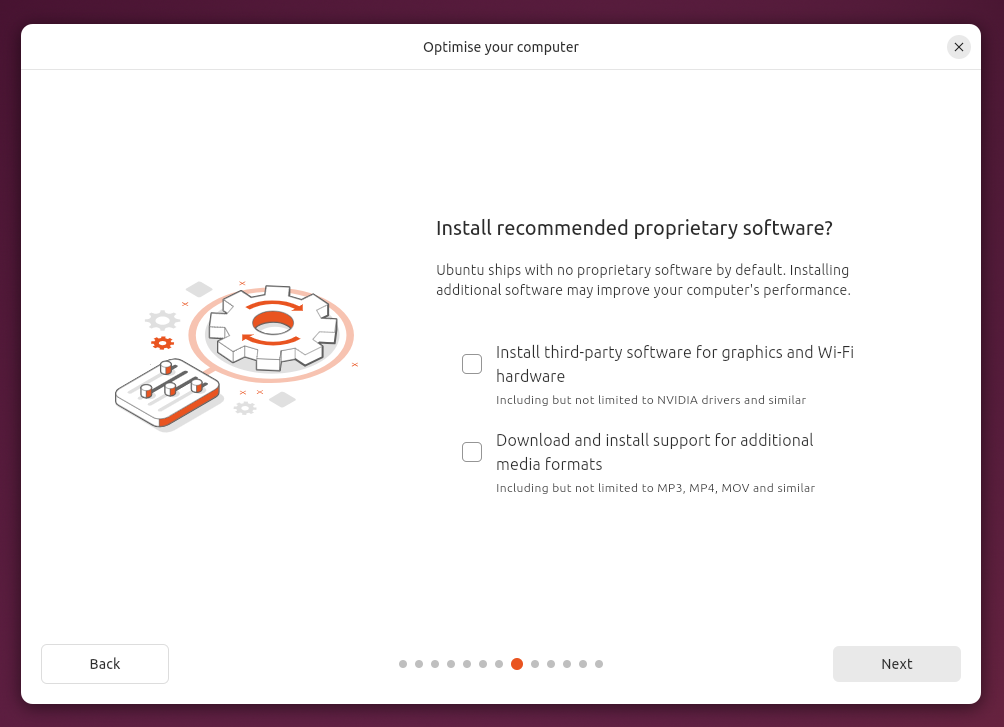 Optimise your computer
Install recommended proprietary software?
Ubuntu ships with no proprietary software by default. Installing
additional software may improve your computer's performance.
Install third-party software for graphics and Wi-Fi
hardware
Including but not limited to NVIDIA drivers and similar
Download and install support for additional
media formats
Including but not limited to MP3, MP4, MOV and similar
Back
Next